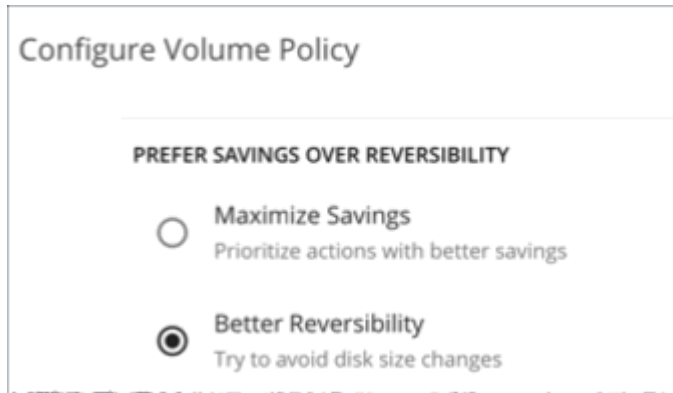 Configure Volume Policy
PREFER SAVINGS OVER REVERSIBILITY
Maximize Savings
Prioritize actions with better savings
Better Reversibility
Try to avoid disk size changes